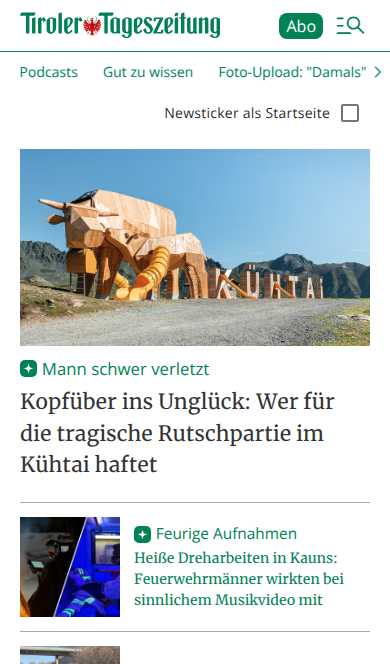 Tiroler Tageszeitung
Abo
Podcasts Gut zu wissen Foto-Upload: "Damals"
Newsticker als Startseite
KÜHTAI
Mann schwer verletzt
Kopfüber ins Unglück: Wer für
die tragische Rutschpartie im
Kühtai haftet
Feurige Aufnahmen
Heiße Dreharbeiten in Kauns:
Feuerwehrmänner wirkten bei
sinnlichem Musikvideo mit